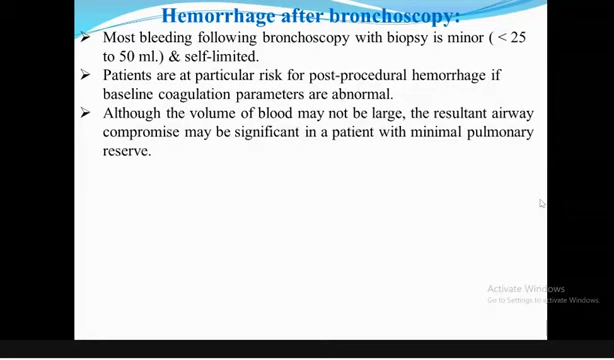 Hemorrhage after bronchoscopy:
➢ Most bleeding following bronchoscopy with biopsy is minor ( < 25
to 50 ml.) & self-limited.
➢ Patients are at particular risk for post-procedural hemorrhage if
baseline coagulation parameters are abnormal.
➢ Although the volume of blood may not be large, the resultant airway
compromise may be significant in a patient with minimal pulmonary
reserve.
Activate Windows
Go to Settings to activate Windows.